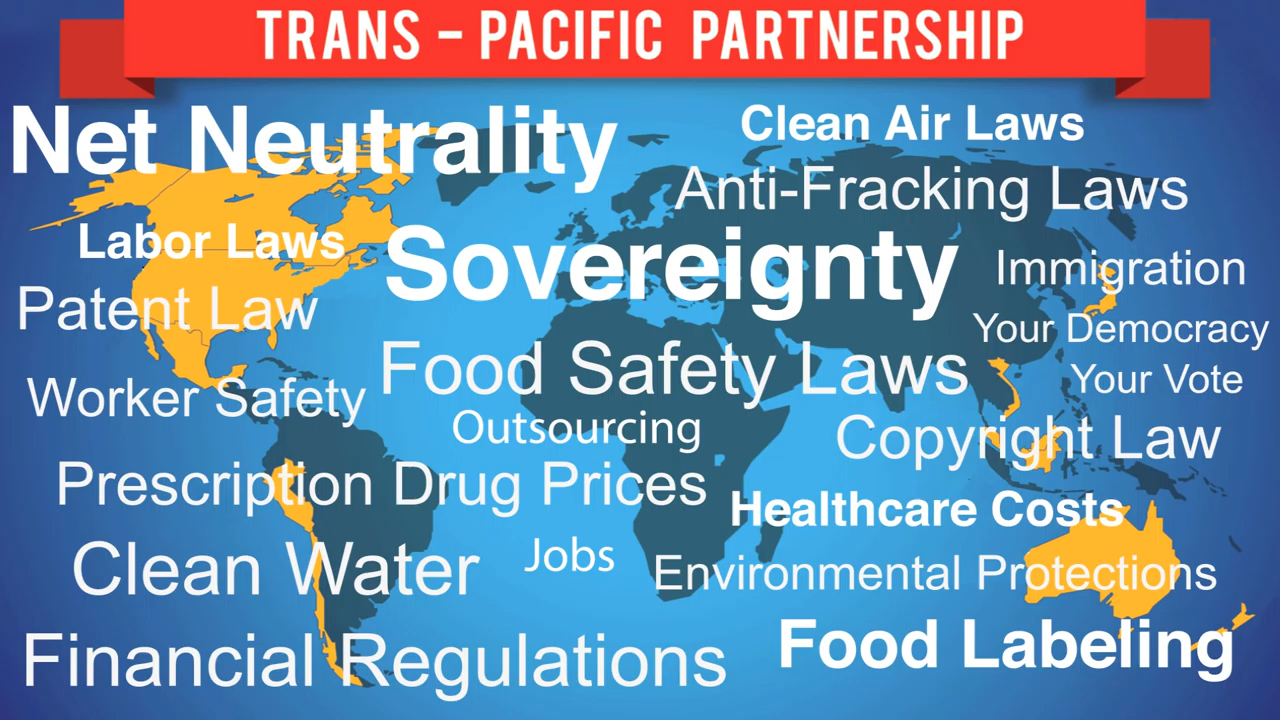 TRANS – PACIFIC PARTNERSHIP
Net Neutrality
Clean Air Laws
Anti-Fracking Laws
Labor Laws
Sovereignty
Immigration
Patent Law
Your Democracy
Food Safety Laws
Your Vote
Worker Safety
Outsourcing
Copyright Law
Prescription Drug Prices
Healthcare Costs
Clean Water
Jobs
Environmental Protections
Financial Regulations
Food Labeling